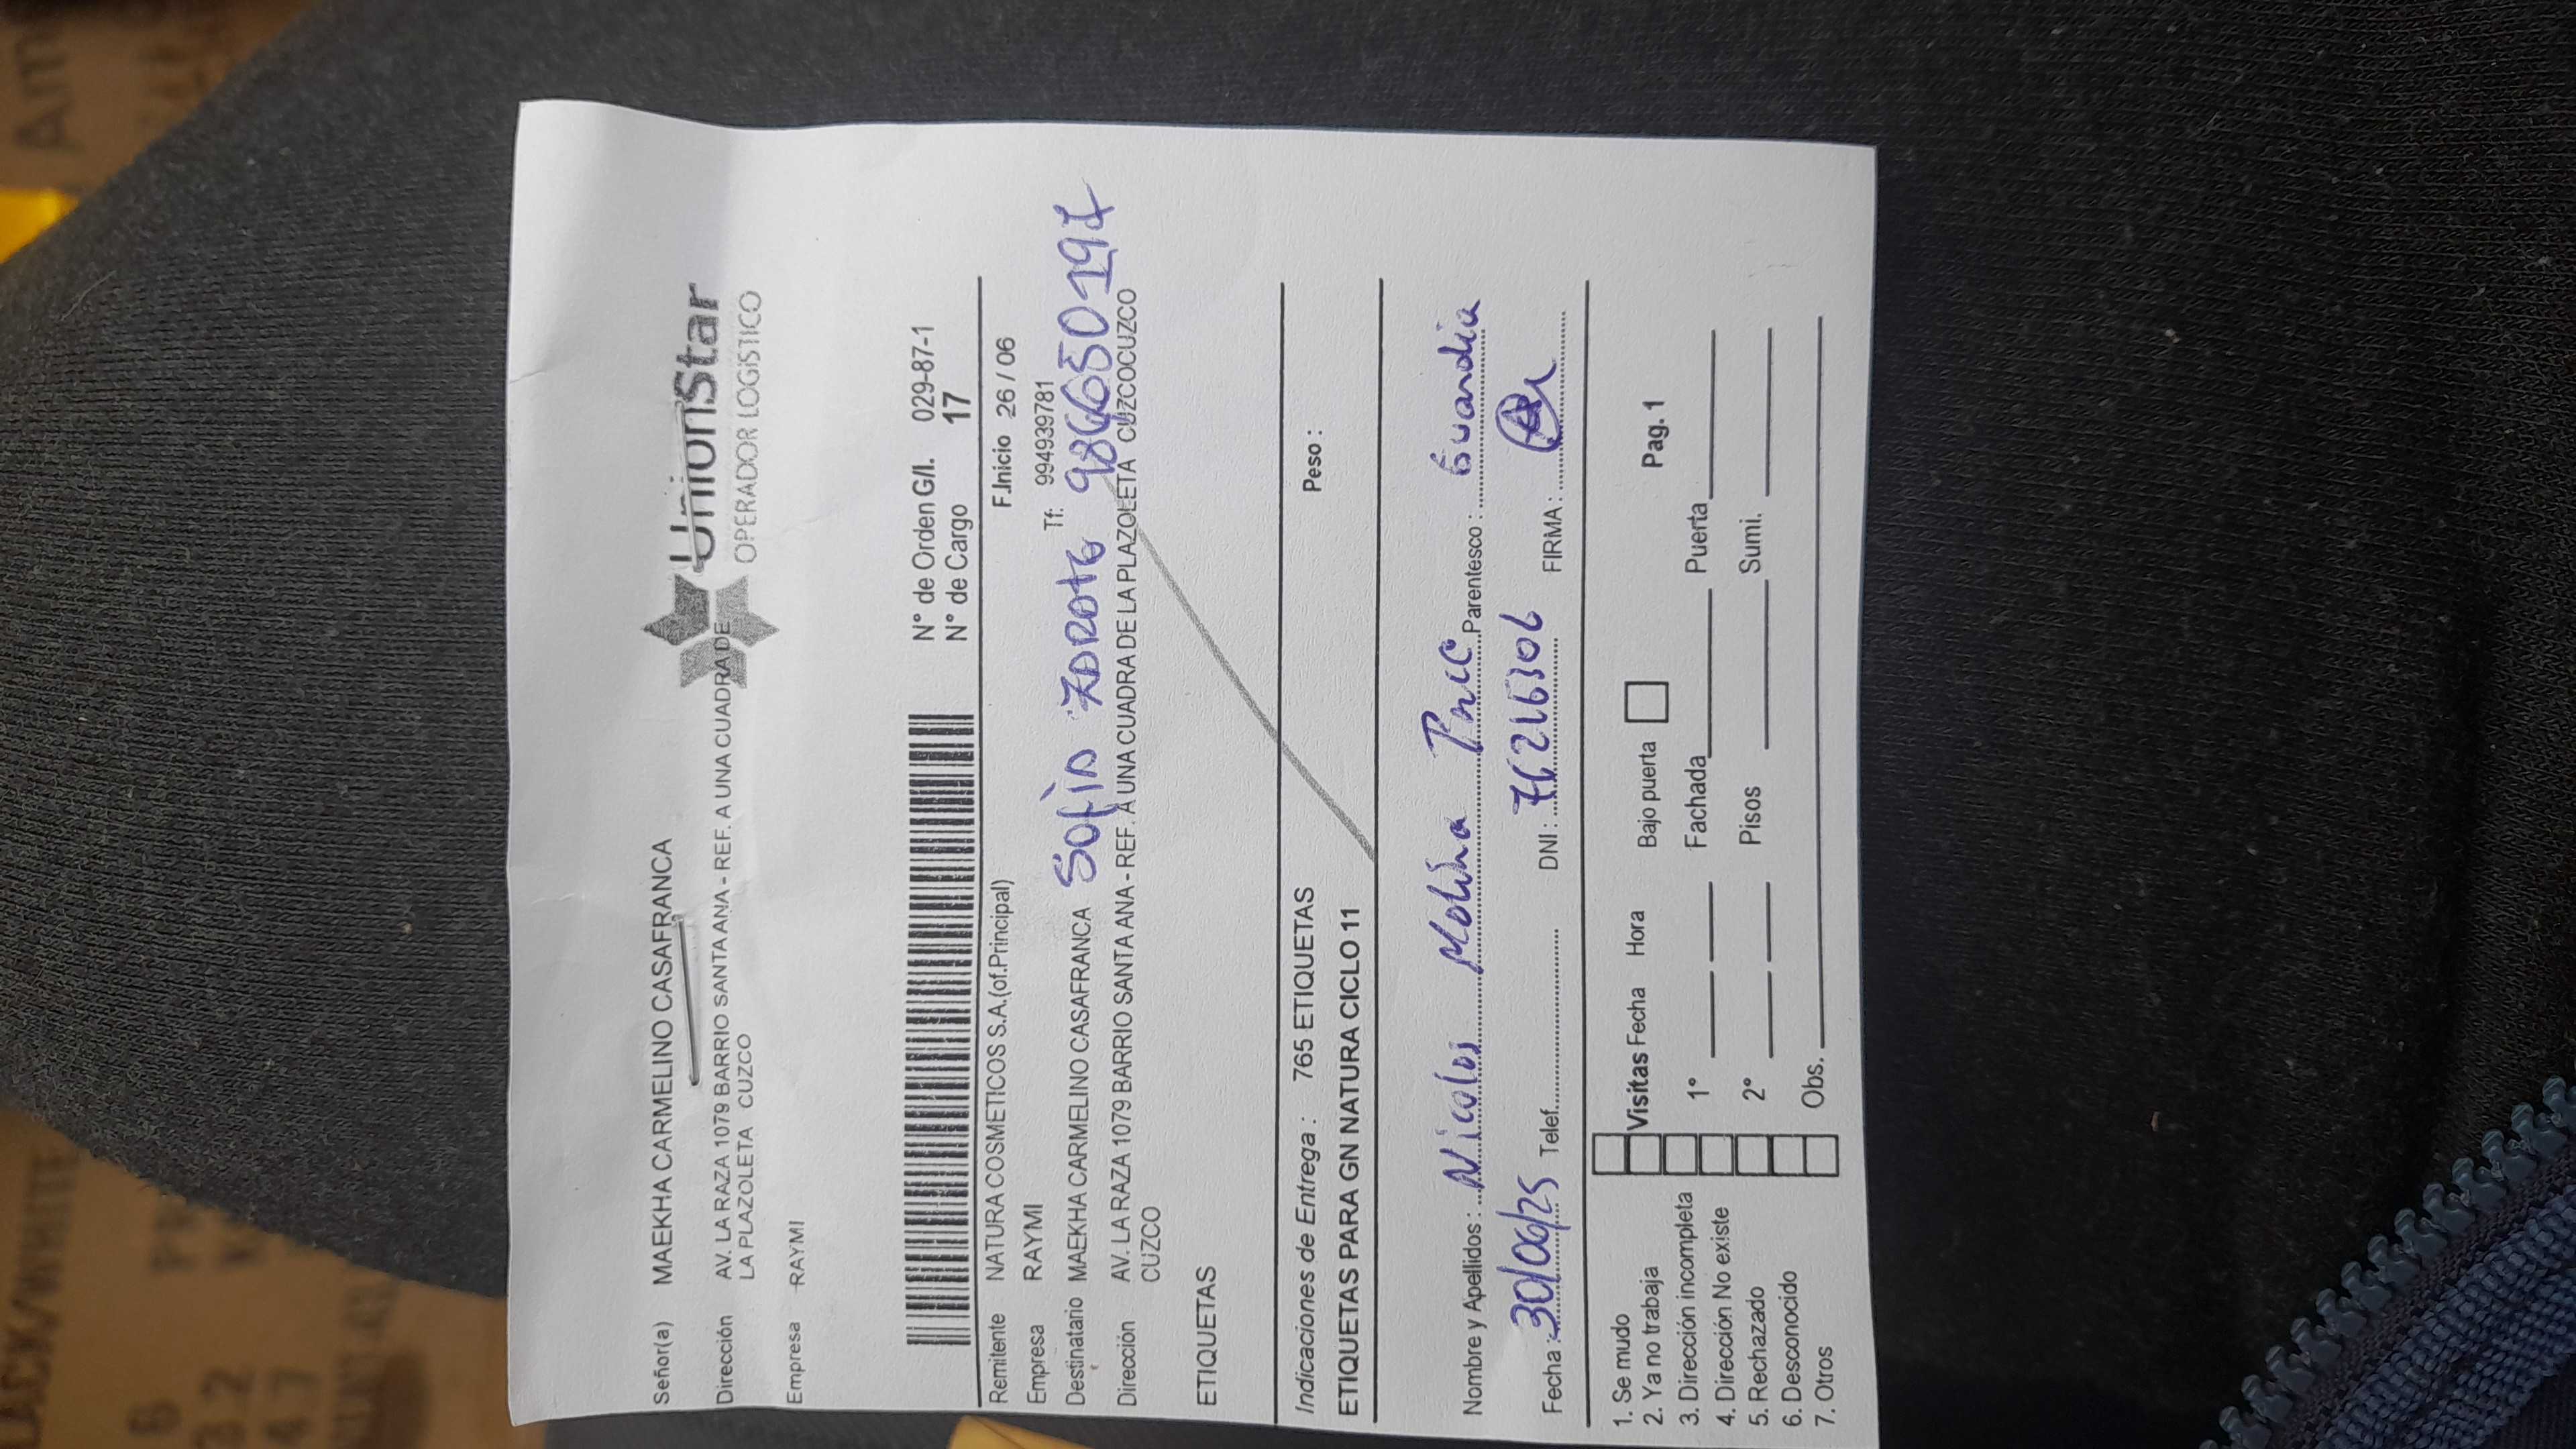 UnionStar
OPERADOR LOGISTICO
Señor(a) MAEKHA CARMELINO CASAFRANCA
Dirección AV. LA RAZA 1079 BARRIO SANTA ANA - REF. A UNA CUADRA DE
LA PLAZOLETA CUZCO
Empresa RAYMI
N° de Orden G/I. 029-87-1
N° de Cargo 17
Remitente NATURA COSMETICOS S.A.(of.Principal) F.Inicio 26 / 06
Empresa RAYMI
Tf: 994939781
Destinatario MAEKHA CARMELINO CASAFRANCA Sofia Zarate
Dirección AV. LA RAZA 1079 BARRIO SANTA ANA - REF. A UNA CUADRA DE LA PLAZOLETA CUZCOCUZCO
CUZCO
ETIQUETAS
Indicaciones de Entrega : 765 ETIQUETAS Peso :
ETIQUETAS PARA GN NATURA CICLO 11
Nombre y Apellidos : Nicolas Molina Parentesco :
Fecha : 30/06/25 Telef. DNI : FIRMA :
1. Se mudo
2. Ya no trabaja Visitas Fecha Hora Bajo puerta Pag. 1
3. Dirección incompleta 1° Fachada Puerta
4. Dirección No existe
5. Rechazado 2° Pisos Sumi.
6. Desconocido
7. Otros Obs.